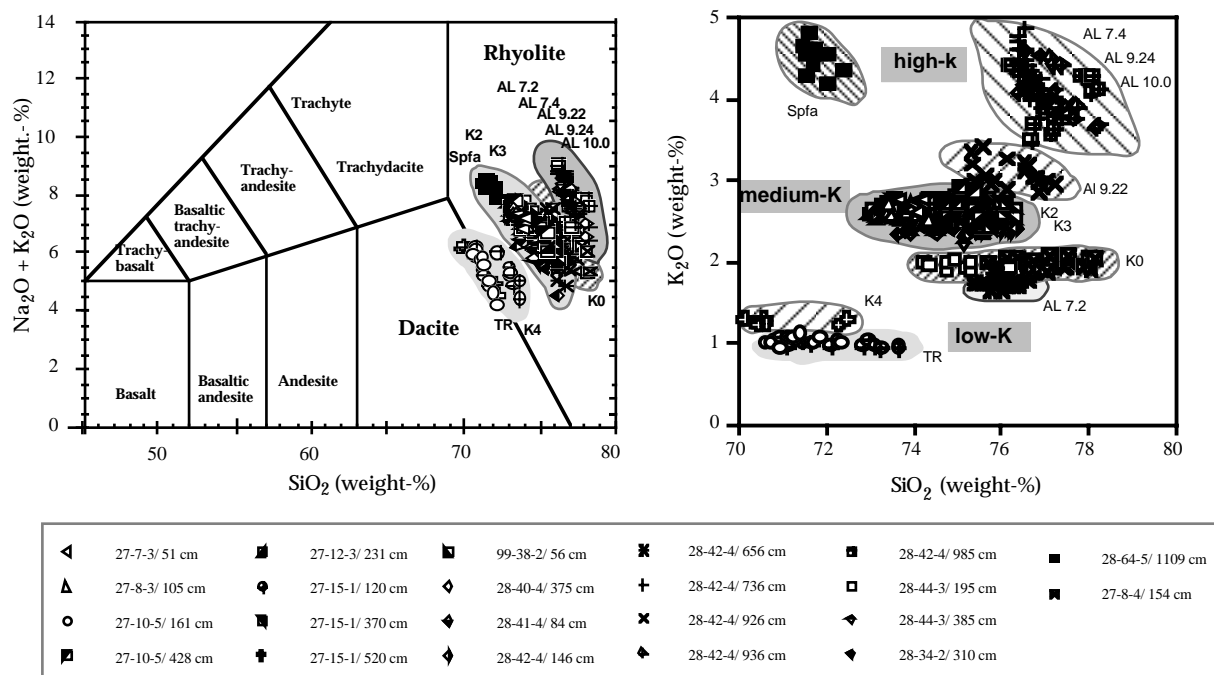 14
12
10
8
6
4
2
0
Na2O + K2O (weight.- %)
50
60
70
80
SiO2 (weight-%)
Rhyolite
AL 7.2
AL 7.4
AL 9.22
AL 9.24
AL 10.0
K2
K3
Spfa
Trachyte
Trachydacite
Trachy-
andesite
Basaltic
trachy-
andesite
Trachy-
basalt
Basalt
Basaltic
andesite
Andesite
Dacite
TR
K4
K0
5
4
3
2
1
0
K2O (weight-%)
70
72
74
76
78
80
SiO2 (weight-%)
high-k
AL 7.4
AL 9.24
AL 10.0
Spfa
medium-K
Al 9.22
K2
K3
K0
AL 7.2
K4
low-K
TR
27-7-3/ 51 cm
27-8-3/ 105 cm
27-10-5/ 161 cm
27-10-5/ 428 cm
27-12-3/ 231 cm
27-15-1/ 120 cm
27-15-1/ 370 cm
27-15-1/ 520 cm
99-38-2/ 56 cm
28-40-4/ 375 cm
28-41-4/ 84 cm
28-42-4/ 146 cm
28-42-4/ 656 cm
28-42-4/ 736 cm
28-42-4/ 926 cm
28-42-4/ 936 cm
28-42-4/ 985 cm
28-44-3/ 195 cm
28-44-3/ 385 cm
28-34-2/ 310 cm
28-64-5/ 1109 cm
27-8-4/ 154 cm